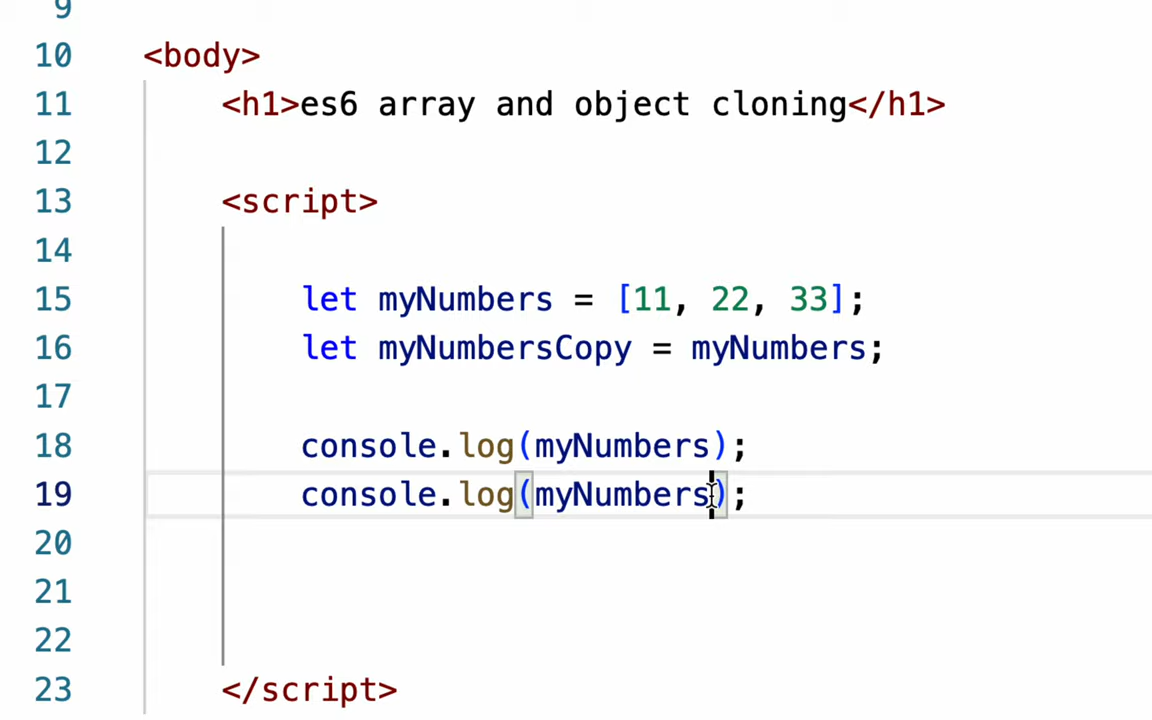 9
10 <body>
11 <h1>es6 array and object cloning</h1>
12
13 <script>
14
15 let myNumbers = [11, 22, 33];
16 let myNumbersCopy = myNumbers;
17
18 console.log(myNumbers);
19 console.log(myNumbers);
20
21
22
23 </script>